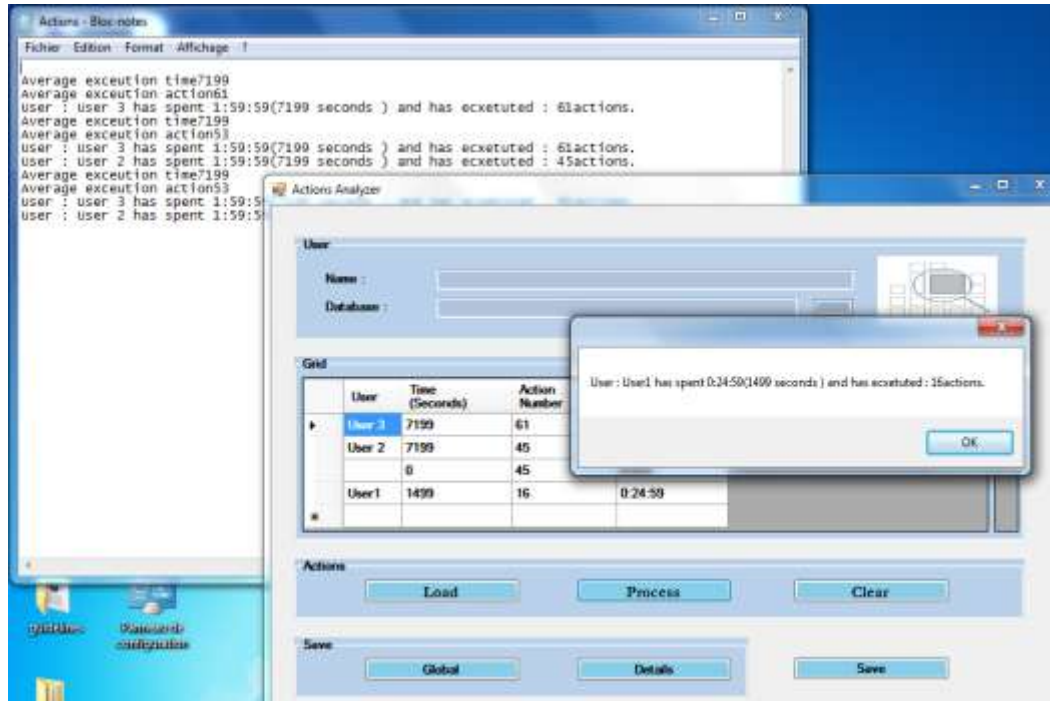 Actions - Bloc-notes
Fichier Edition Format Affichage ?
Average exceution time7199
Average exceution action61
user : user 3 has spent 1:59:59(7199 seconds ) and has ecxetuted : 61actions.
Average exceution time7199
Average exceution action53
user : user 3 has spent 1:59:59(7199 seconds ) and has ecxetuted : 61actions.
user : User 2 has spent 1:59:59(7199 seconds ) and has ecxetuted : 45actions.
Average exceution time7199
Average exceution action53
user : user 3 has spent 1:59:5
user : User 2 has spent 1:59:5
Actions Analyzer
User
Name :
Database :
User : User1 has spent 0:24:59(1499 seconds ) and has ecxetuted : 16actions.
OK
Grid
User Time (Seconds) Action Number
User 3 7199 61
User 2 7199 45
0 45
User1 1499 16 0:24:59
Actions
Load Process Clear
Save
Global Details Save
guidelines
Panneau de
configuration